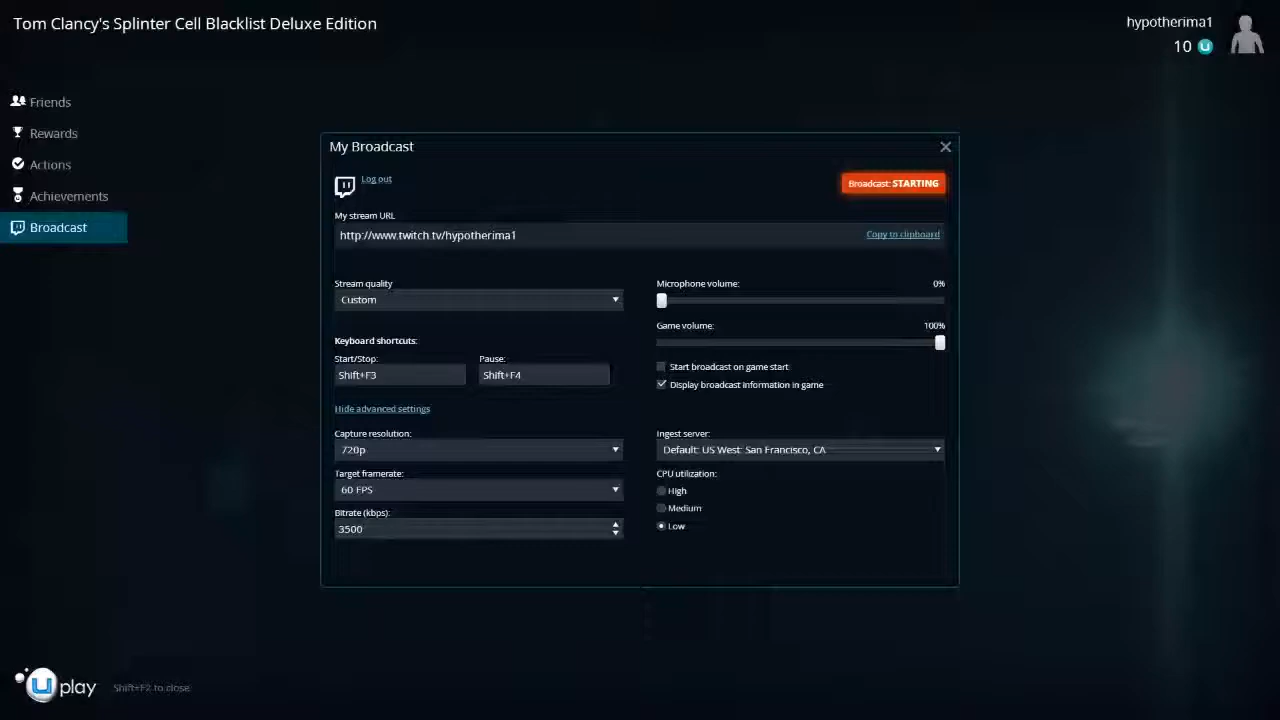 Tom Clancy's Splinter Cell Blacklist Deluxe Edition
hypotherima1
10
Friends
Rewards
Actions
Achievements
Broadcast
My Broadcast
Log out
Broadcast: STARTING
My stream URL
http://www.twitch.tv/hypotherima1
Copy to clipboard
Stream quality
Custom
Microphone volume:
0%
Game volume:
100%
Keyboard shortcuts:
Start/Stop:
Pause:
Shift+F3
Shift+F4
Start broadcast on game start
Display broadcast information in game
Hide advanced settings
Capture resolution:
720p
Target framerate:
60 FPS
Bitrate (kbps):
3500
Ingest server:
Default: US West: San Francisco, CA
CPU utilization:
High
Medium
Low
Uplay
Shift+F2 to close